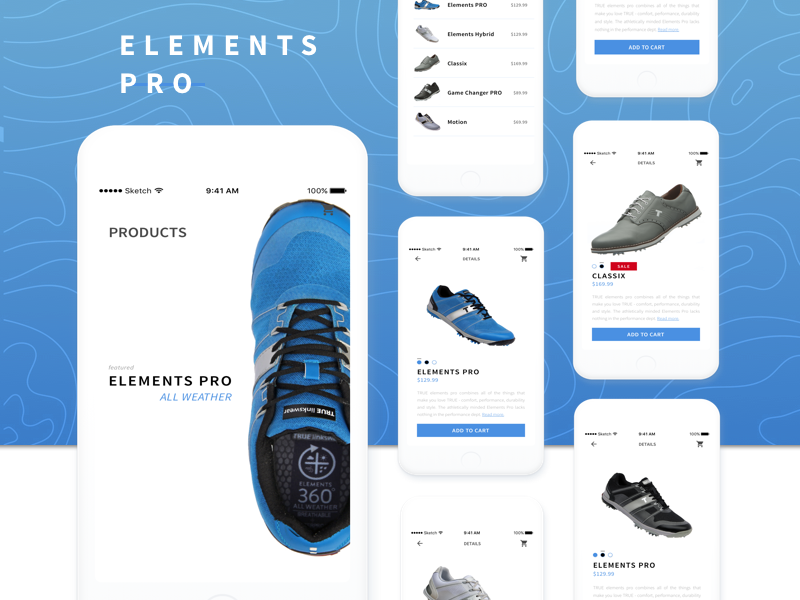 ELEMENTS
PRO
●●●●● Sketch 9:41 AM 100%
PRODUCTS
featured
ELEMENTS PRO
ALL WEATHER
TRUE linkswear
ELEMENTS
360°
ALL WEATHER
BREATHABLE
Elements PRO $129.99
Elements Hybrid $129.99
Classix $169.99
Game Changer PRO $89.99
Motion $69.99
●●●●● Sketch 9:41 AM 100%
DETAILS
ELEMENTS PRO
$129.99
TRUE elements pro combines all of the things that
make you love TRUE - comfort, performance, durability,
and style. The athletically minded Elements Pro lacks
nothing in the performance dept. Read more.
ADD TO CART
●●●●● Sketch 9:41 AM 100%
DETAILS
make you love TRUE - comfort, performance, durability,
and style. The athletically minded Elements Pro lacks
nothing in the performance dept. Read more.
ADD TO CART
●●●●● Sketch 9:41 AM 100%
DETAILS
SALE
CLASSIX
$169.99
TRUE elements pro combines all of the things that
make you love TRUE - comfort, performance, durability,
and style. The athletically minded Elements Pro lacks
nothing in the performance dept. Read more.
ADD TO CART
●●●●● Sketch 9:41 AM 100%
DETAILS
ELEMENTS PRO
$129.99
TRUE elements pro combines all of the things that
make you love TRUE - comfort, performance, durability,